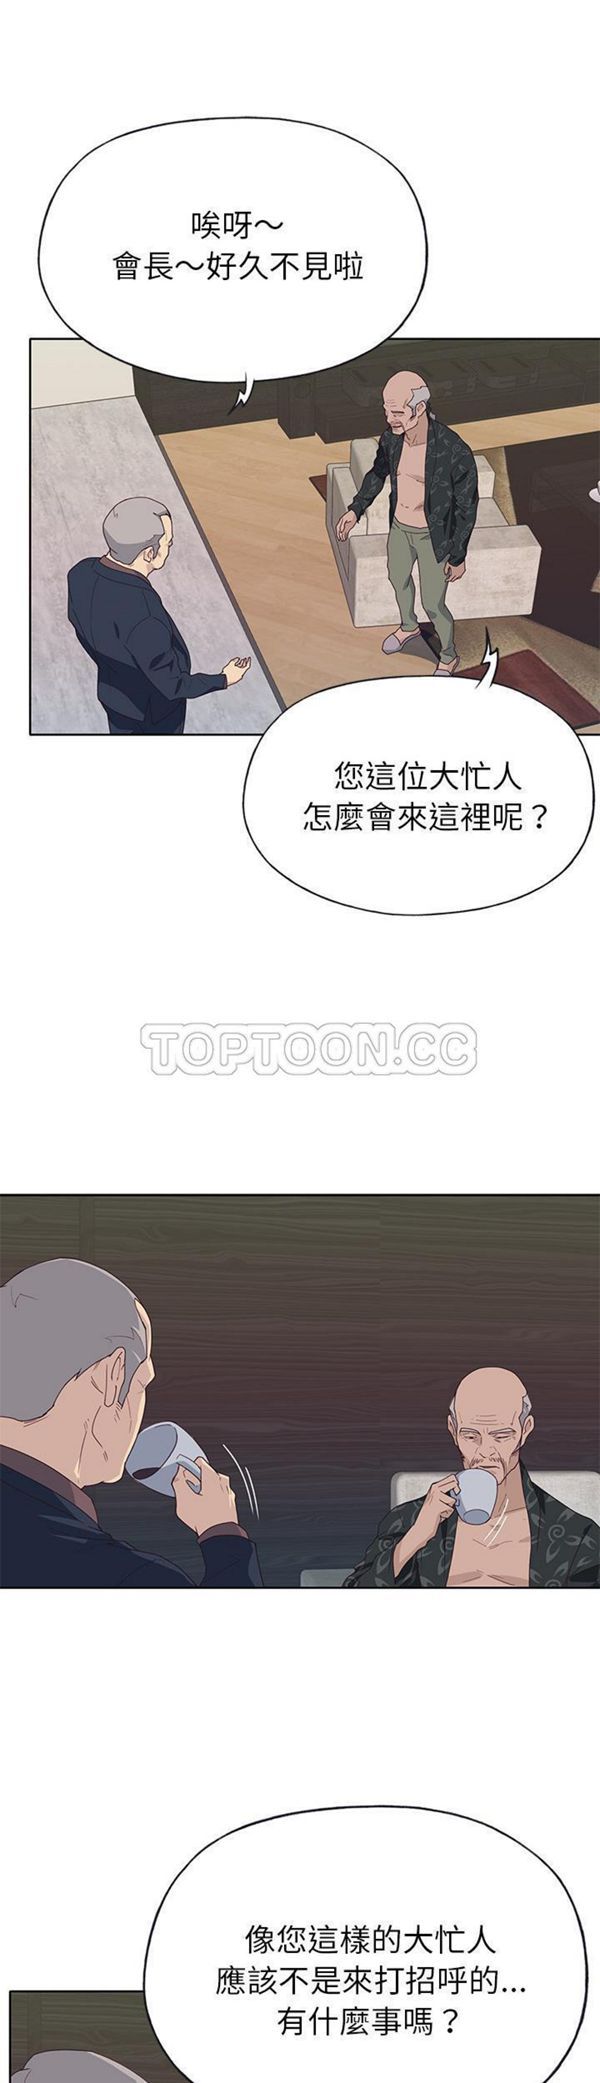 唉呀～
會長～好久不見啦
您這位大忙人
怎麼會來這裡呢？
TOPTOON.CC
像您這樣的大忙人
應該不是來打招呼的...
有什麼事嗎？